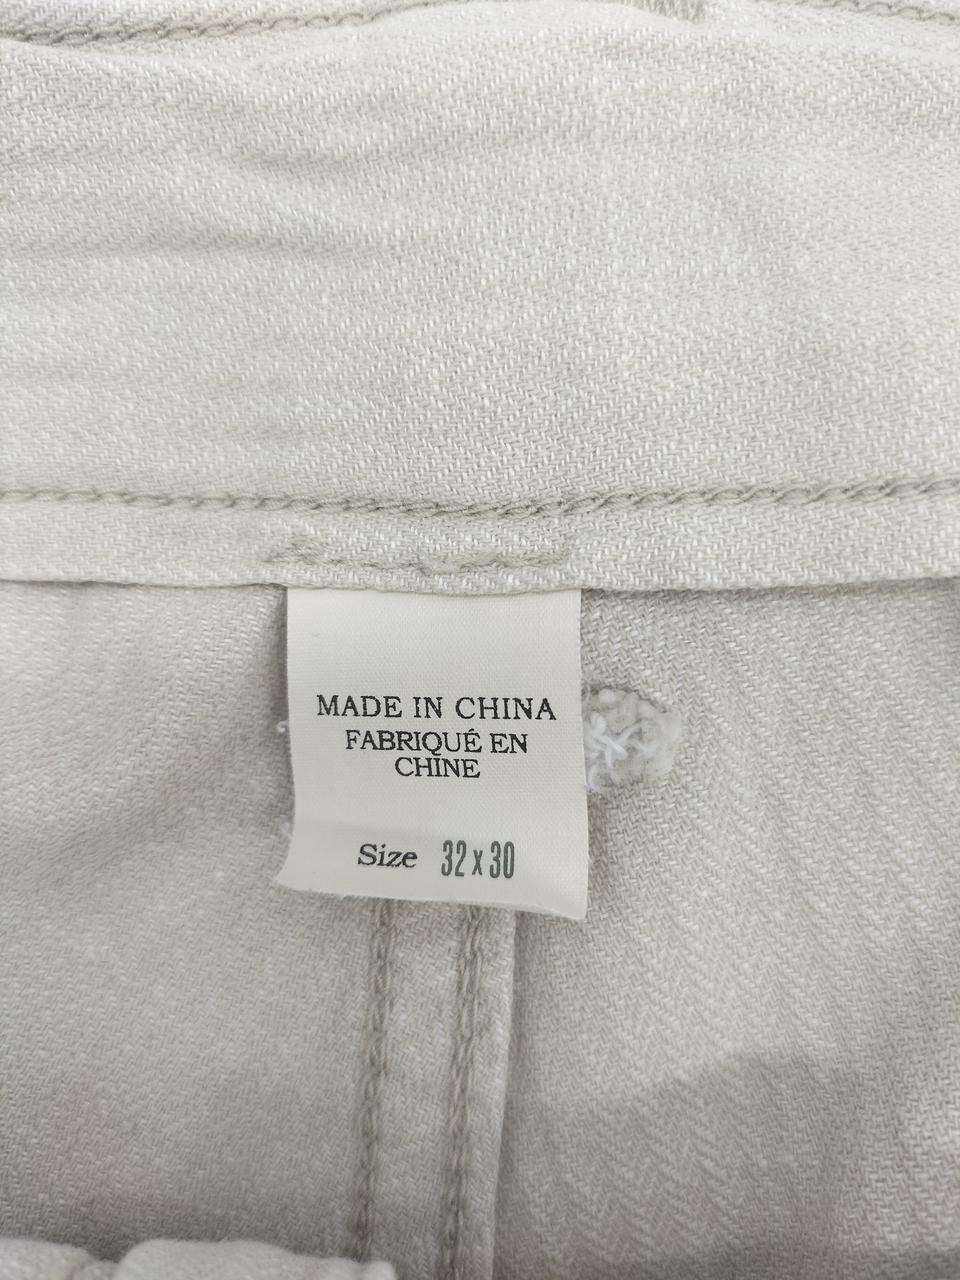 MADE IN CHINA
FABRIQUÉ EN
CHINE
Size 32 x 30